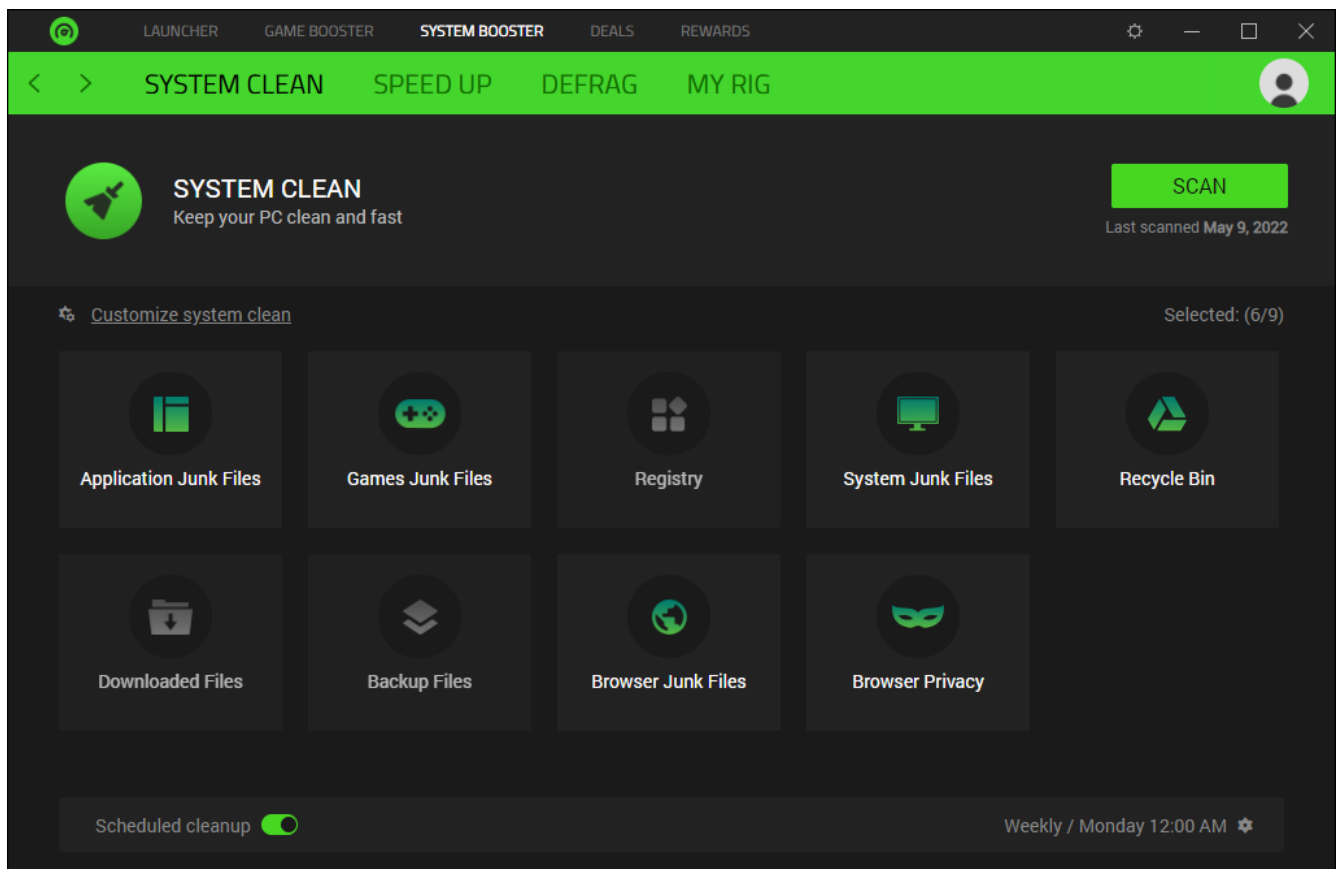 LAUNCHER GAME BOOSTER SYSTEM BOOSTER DEALS REWARDS
SYSTEM CLEAN SPEED UP DEFRAG MY RIG
SYSTEM CLEAN
Keep your PC clean and fast
SCAN
Last scanned May 9, 2022
Customize system clean
Selected: (6/9)
Application Junk Files
Games Junk Files
Registry
System Junk Files
Recycle Bin
Downloaded Files
Backup Files
Browser Junk Files
Browser Privacy
Scheduled cleanup
Weekly / Monday 12:00 AM